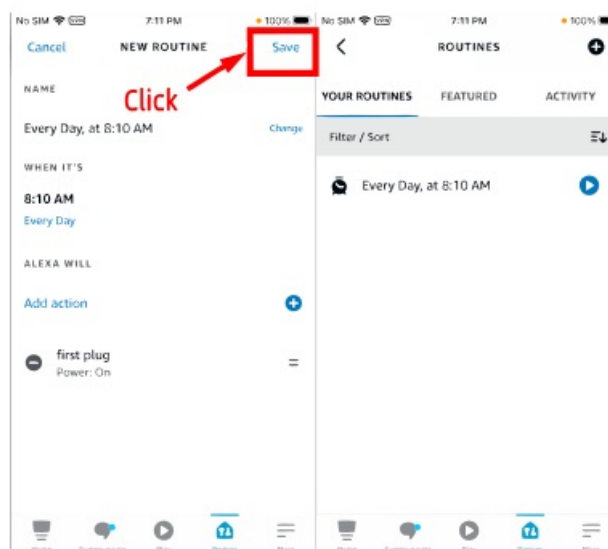 No SIM VPN 7:11 PM 100%
Cancel NEW ROUTINE Save
Click
NAME
Every Day, at 8:10 AM Change
WHEN IT'S
8:10 AM
Every Day
ALEXA WILL
Add action
first plug
Power: On
No SIM VPN 7:11 PM 100%
ROUTINES
YOUR ROUTINES FEATURED ACTIVITY
Filter / Sort
Every Day, at 8:10 AM